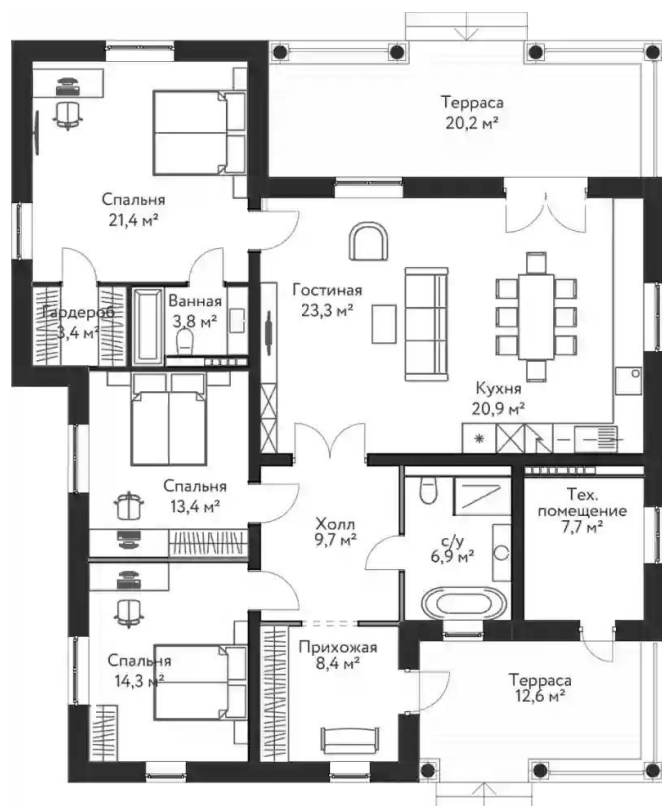 Терраса
20,2 м²
Спальня
21,4 м²
Гостиная
23,3 м²
Гардероб
3,4 м²
Ванная
3,8 м²
Кухня
20,9 м²
Спальня
13,4 м²
Холл
9,7 м²
с/у
6,9 м²
Тех.
помещение
7,7 м²
Спальня
14,3 м²
Прихожая
8,4 м²
Терраса
12,6 м²